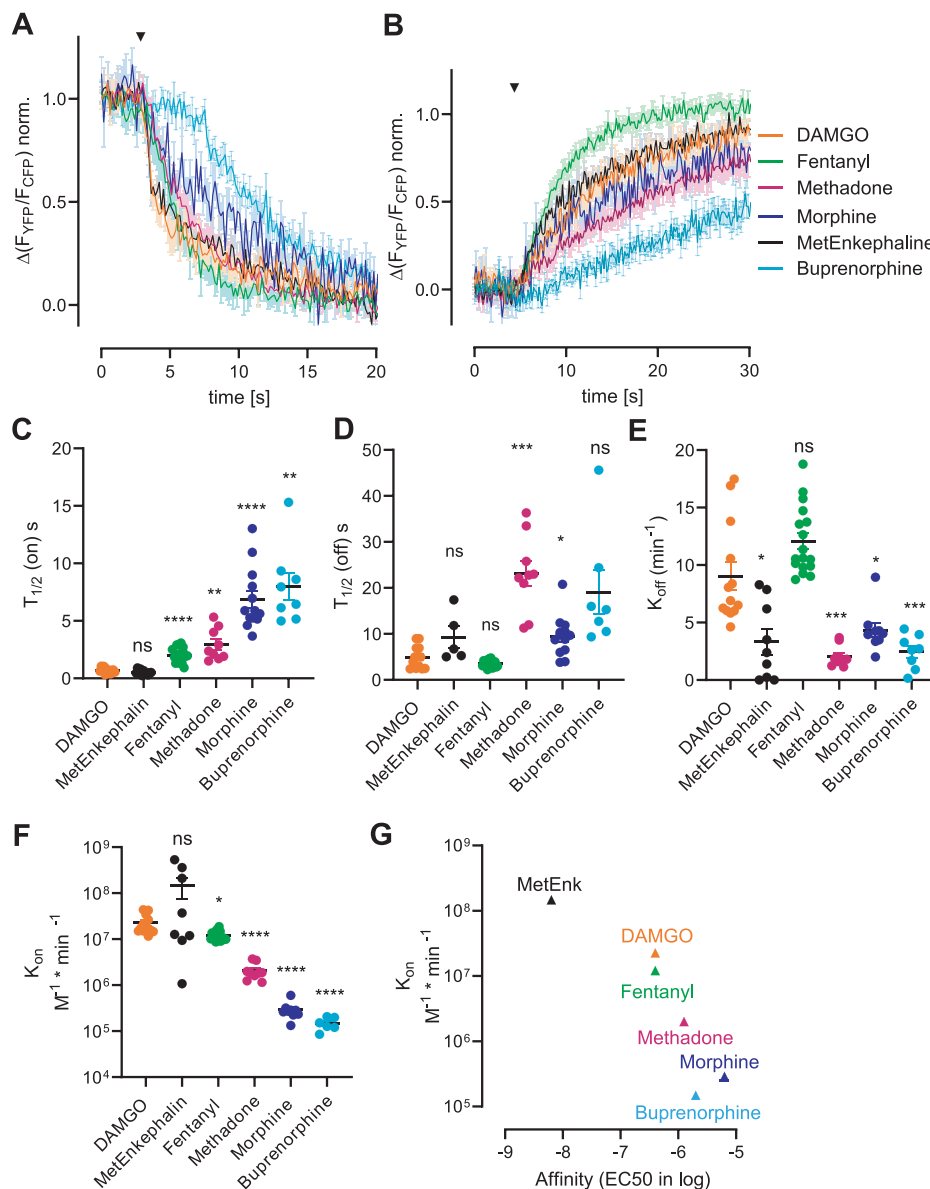 A
B
Δ(F_YFP/F_CFP) norm.
1.0
0.5
0.0
0 5 10 15 20
time [s]
Δ(F_YFP/F_CFP) norm.
1.0
0.5
0.0
0 10 20 30
time [s]
DAMGO
Fentanyl
Methadone
Morphine
MetEnkephaline
Buprenorphine
C
T1/2 (on) s
20
15
10
5
0
ns
****
**
****
**
DAMGO
MetEnkephalin
Fentanyl
Methadone
Morphine
Buprenorphine
D
T1/2 (off) s
50
40
30
20
10
0
ns
ns
***
*
ns
DAMGO
MetEnkephalin
Fentanyl
Methadone
Morphine
Buprenorphine
E
Koff (min⁻¹)
20
15
10
5
0
*
ns
***
*
***
DAMGO
MetEnkephalin
Fentanyl
Methadone
Morphine
Buprenorphine
F
Kon
M⁻¹ * min⁻¹
10⁹
10⁸
10⁷
10⁶
10⁵
10⁴
ns
*
****
****
****
DAMGO
MetEnkephalin
Fentanyl
Methadone
Morphine
Buprenorphine
G
Kon
M⁻¹ * min⁻¹
10⁹
10⁸
10⁷
10⁶
10⁵
MetEnk
DAMGO
Fentanyl
Methadone
Morphine
Buprenorphine
-9 -8 -7 -6 -5
Affinity (EC50 in log)